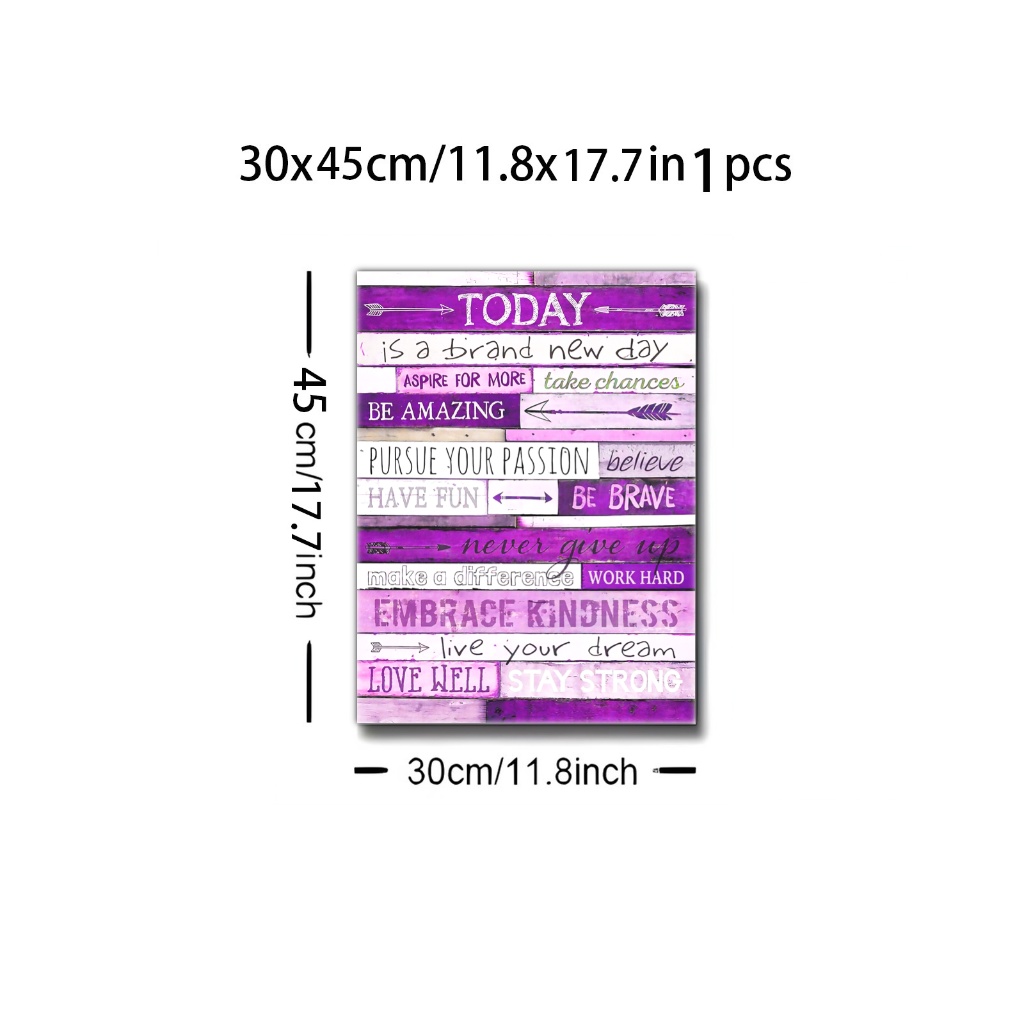 30x45cm/11.8x17.7in 1 pcs
TODAY
is a brand new day
ASPIRE FOR MORE take chances
BE AMAZING
PURSUE YOUR PASSION believe
HAVE FUN BE BRAVE
never give up
make a difference WORK HARD
EMBRACE KINDNESS
live your dream
LOVE WELL STAY STRONG
45 cm/17.7inch
30cm/11.8inch